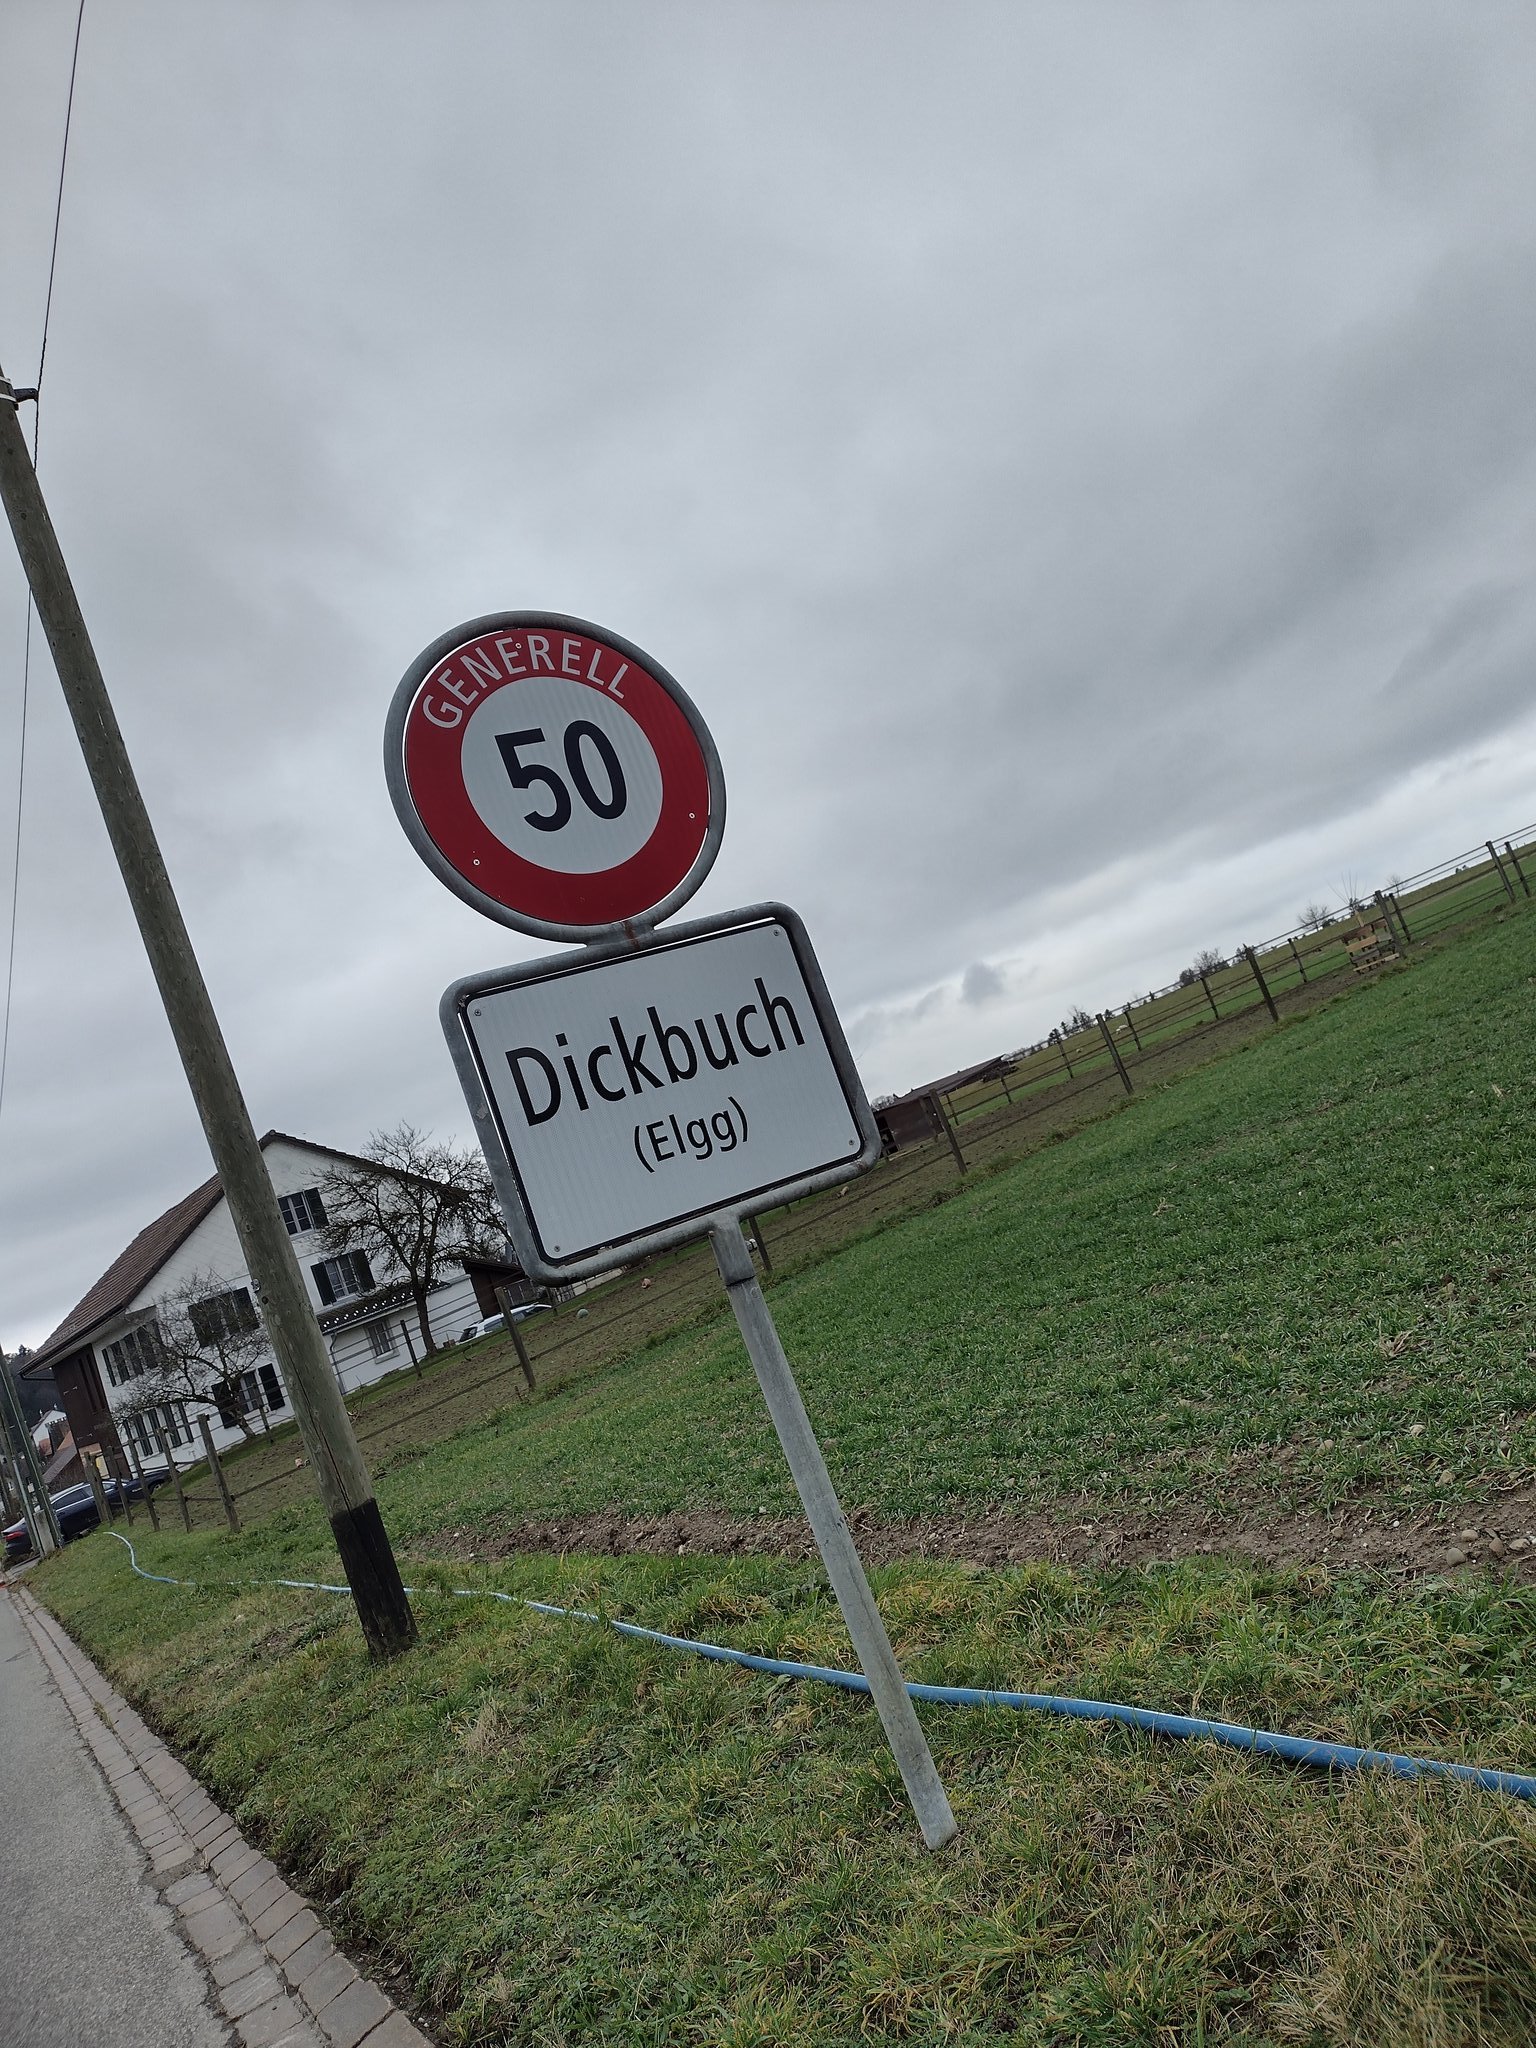 GENERELL
50
Dickbuch
(Elgg)